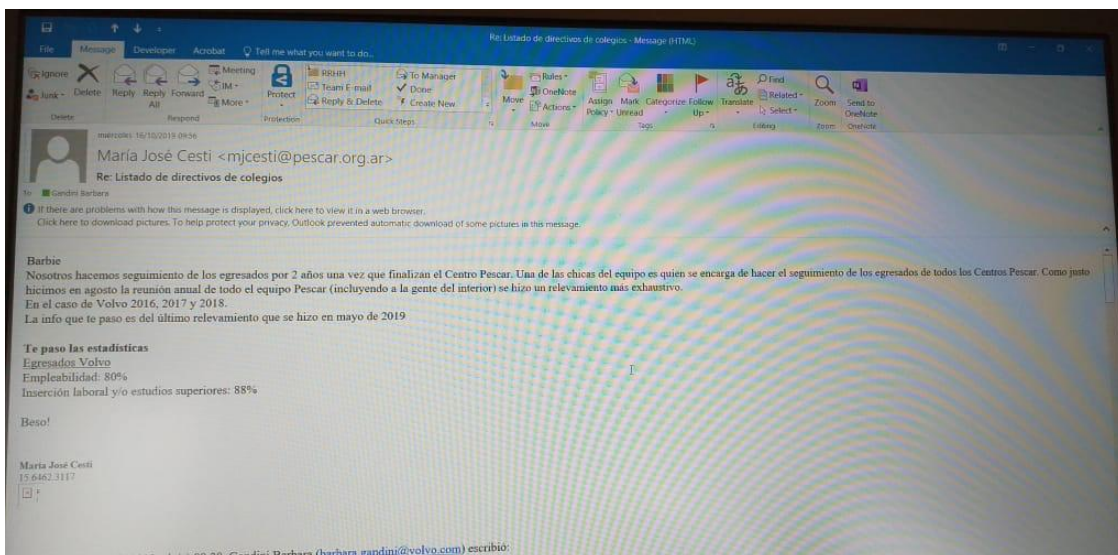 Re: Listado de directivos de colegios - Message (HTML)
File Message Developer Acrobat Tell me what you want to do...
Ignore
Junk
Delete
Reply
Reply All
Forward
Meeting
IM
More
Protect
RRHH
Team E-mail
Reply & Delete
To Manager
Done
Create New
Move
Rules
OneNote
Actions
Assign Policy
Mark Unread
Categorize
Follow Up
Translate
Find
Related
Select
Zoom
Send to OneNote
Delete Respond Protection Quick Steps Move Tags Editing Zoom OneNote
miércoles 16/10/2019 09:56
María José Cesti <mjcesti@pescar.org.ar>
Re: Listado de directivos de colegios
To Gandini Barbara
If there are problems with how this message is displayed, click here to view it in a web browser.
Click here to download pictures. To help protect your privacy, Outlook prevented automatic download of some pictures in this message.
Barbie
Nosotros hacemos seguimiento de los egresados por 2 años una vez que finalizan el Centro Pescar. Una de las chicas del equipo es quien se encarga de hacer el seguimiento de los egresados de todos los Centros Pescar. Como justo
hicimos en agosto la reunión anual de todo el equipo Pescar (incluyendo a la gente del interior) se hizo un relevamiento más exhaustivo.
En el caso de Volvo 2016, 2017 y 2018.
La info que te paso es del último relevamiento que se hizo en mayo de 2019
Te paso las estadísticas
Egresados Volvo
Empleabilidad: 80%
Inserción laboral y/o estudios superiores: 88%
Beso!
María José Cesti
15.6462.3117
Gandini Barbara (barbara.gandini@volvo.com) escribió: